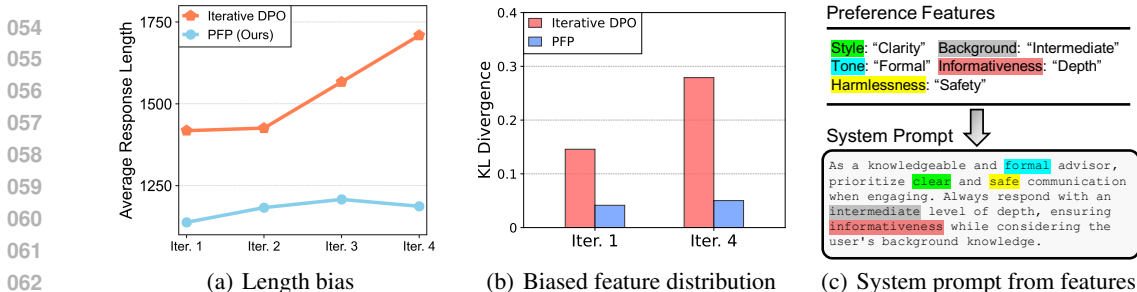 054
055
056
057
058
059
060
061
062
1750
1500
1250
Average Response Length
Iterative DPO
PFP (Ours)
Iter. 1
Iter. 2
Iter. 3
Iter. 4
(a) Length bias
0.4
0.3
0.2
0.1
0
KL Divergence
Iterative DPO
PFP
Iter. 1
Iter. 4
(b) Biased feature distribution
Preference Features
Style: “Clarity” Background: “Intermediate”
Tone: “Formal” Informativeness: “Depth”
Harmlessness: “Safety”
System Prompt
As a knowledgeable and formal advisor,
prioritize clear and safe communication
when engaging. Always respond with an
intermediate level of depth, ensuring
informativeness while considering the
user's background knowledge.
(c) System prompt from features